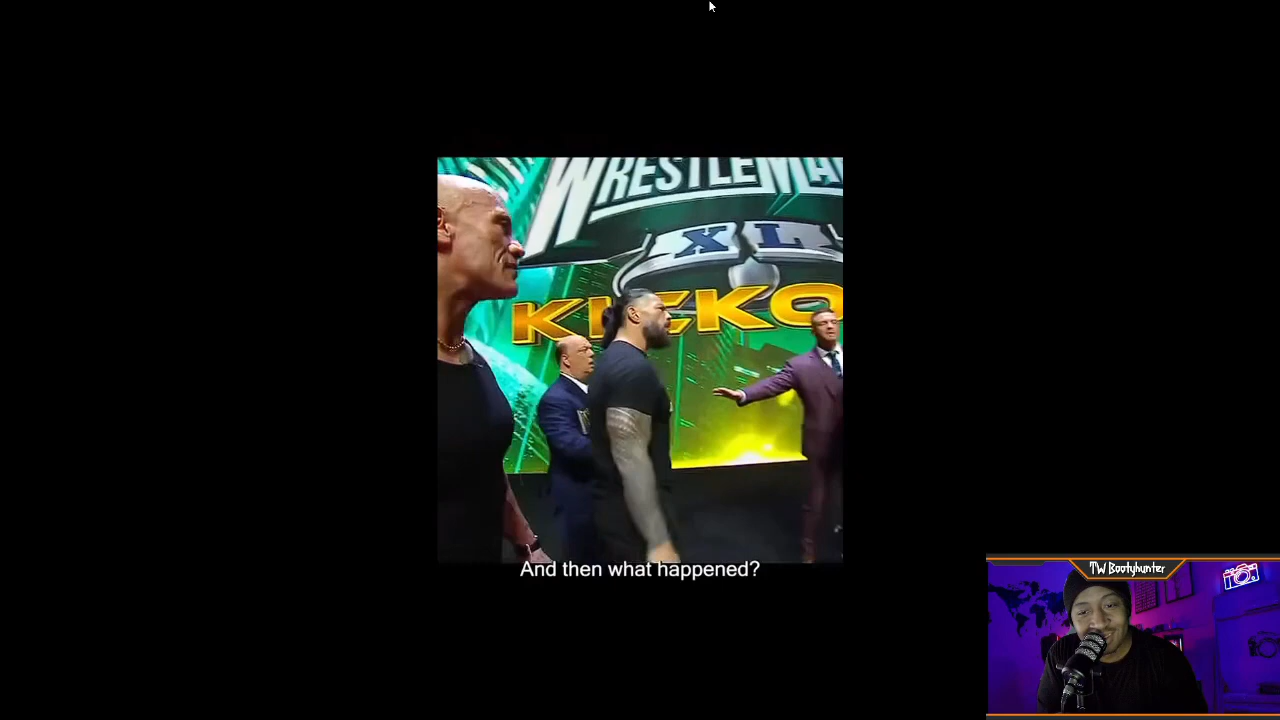 WRESTLEMA
XL
KICKO
And then what happened?
TW Bootyhunter